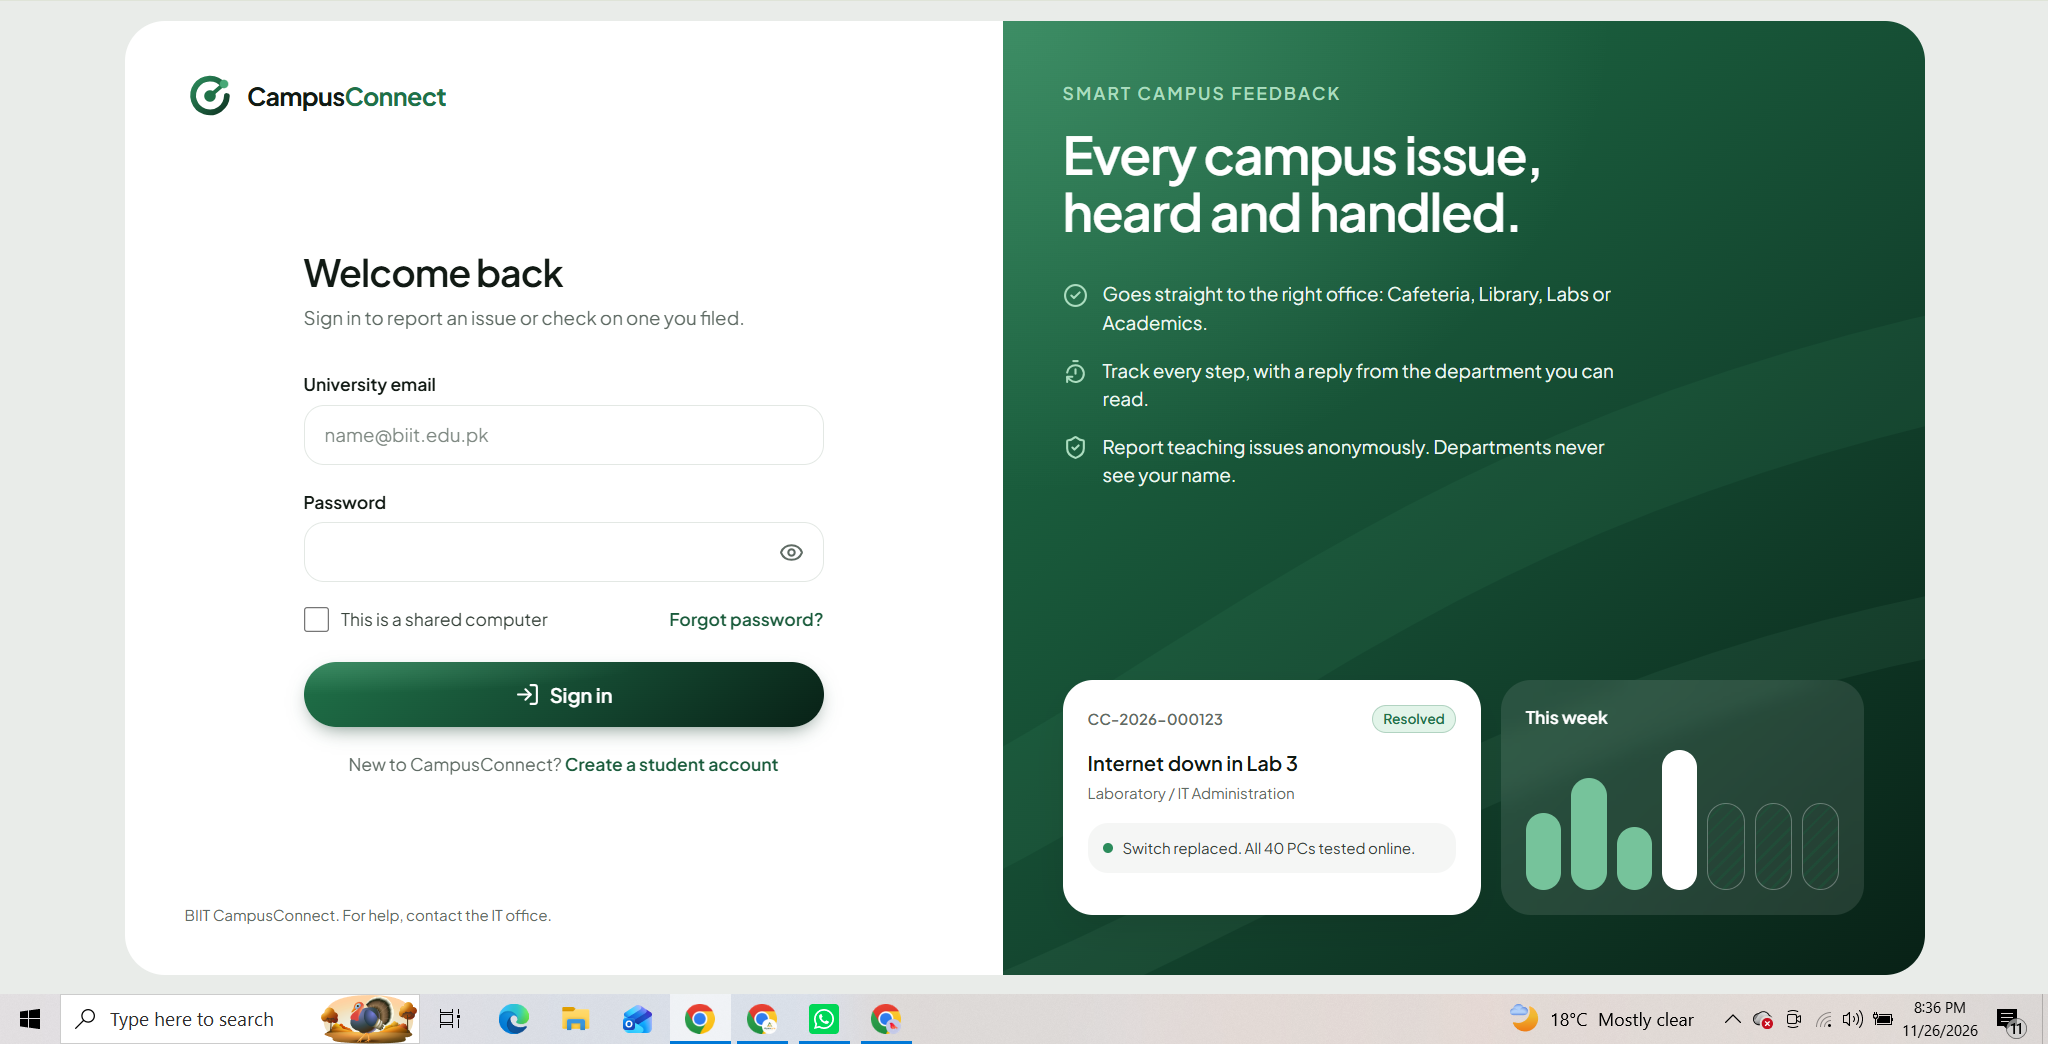 CampusConnect
Welcome back
Sign in to report an issue or check on one you filed.
University email
name@biit.edu.pk
Password
This is a shared computer
Forgot password?
Sign in
New to CampusConnect? Create a student account
BIIT CampusConnect. For help, contact the IT office.
SMART CAMPUS FEEDBACK
Every campus issue,
heard and handled.
Goes straight to the right office: Cafeteria, Library, Labs or
Academics.
Track every step, with a reply from the department you can
read.
Report teaching issues anonymously. Departments never
see your name.
CC-2026-000123
Resolved
Internet down in Lab 3
Laboratory / IT Administration
Switch replaced. All 40 PCs tested online.
This week
Type here to search
18°C Mostly clear
8:36 PM
11/26/2026
11